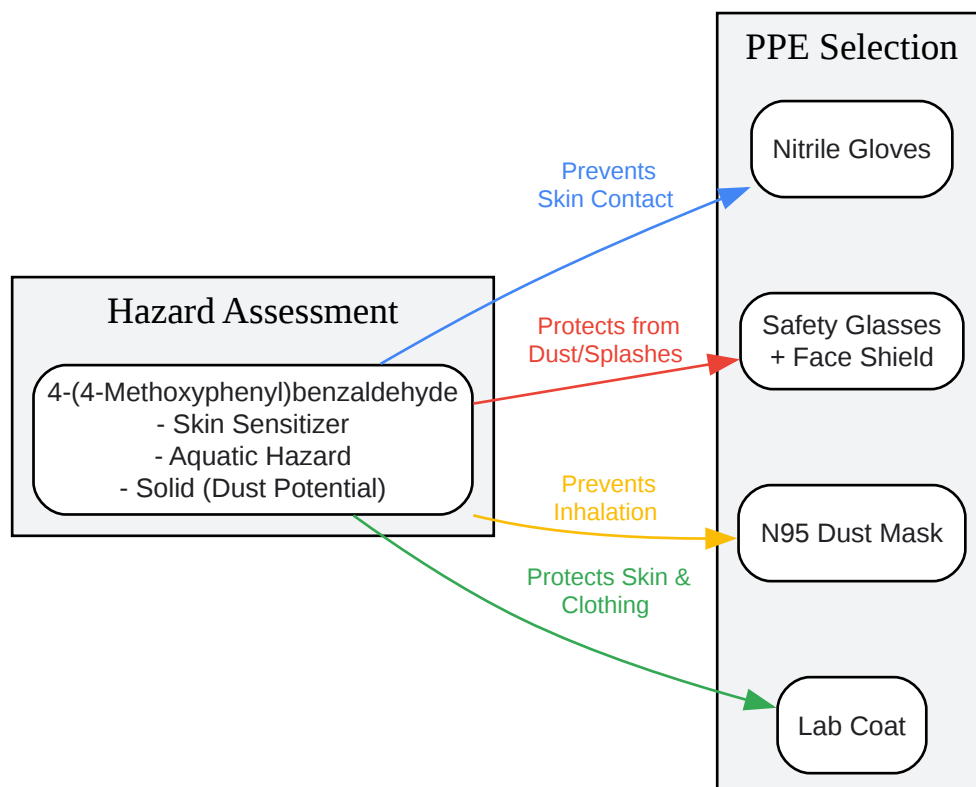 PPE Selection
Nitrile Gloves
Prevents
Skin Contact
Hazard Assessment
4-(4-Methoxyphenyl)benzaldehyde
- Skin Sensitizer
- Aquatic Hazard
- Solid (Dust Potential)
Protects from
Dust/Splashes
Safety Glasses
+ Face Shield
Prevents
Inhalation
N95 Dust Mask
Protects Skin &
Clothing
Lab Coat